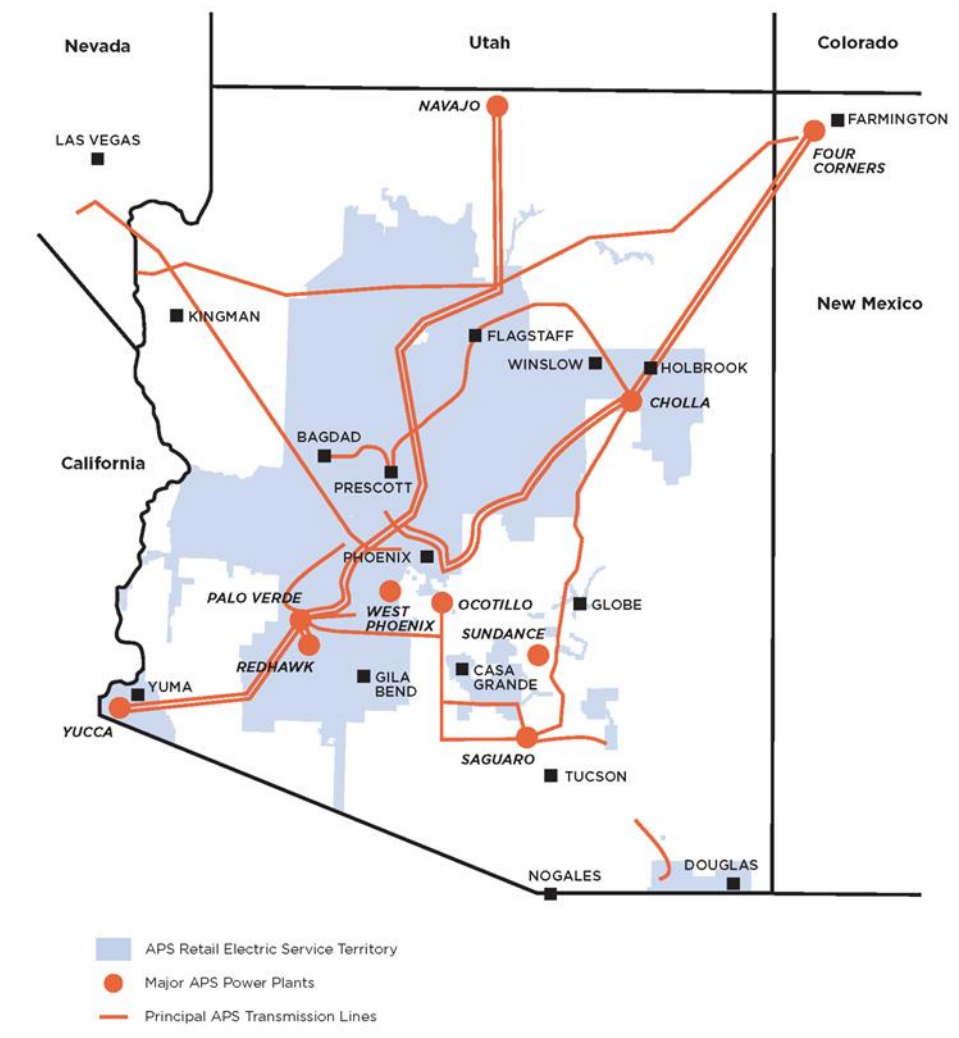 Nevada
Utah
Colorado
NAVAJO
FARMINGTON
LAS VEGAS
FOUR
CORNERS
New Mexico
KINGMAN
FLAGSTAFF
WINSLOW
HOLBROOK
CHOLLA
BAGDAD
California
PRESCOTT
PHOENIX
PALO VERDE
WEST
PHOENIX
OCOTILLO
GLOBE
SUNDANCE
REDHAWK
GILA
BEND
CASA
GRANDE
YUMA
YUCCA
SAGUARO
TUCSON
DOUGLAS
NOGALES
APS Retail Electric Service Territory
Major APS Power Plants
Principal APS Transmission Lines